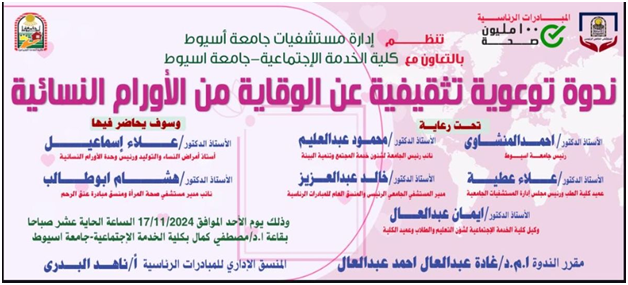 المبادرات الرئاسية
١٠٠ مليون صحة
تنظم إدارة مستشفيات جامعة أسيوط
بالتعاون مع كلية الخدمة الإجتماعية-جامعة اسيوط
ندوة توعوية تثقيفية عن الوقاية من الأورام النسائية
تحت رعاية
الأستاذ الدكتور/ احمد المنشاوى
رئيس جامعة اسيوط
الأستاذ الدكتور/ محمود عبدالعليم
نائب رئيس الجامعة لشئون خدمة المجتمع وتنمية البيئة
الأستاذ الدكتور/ علاء عطية
عميد كلية الطب ورئيس مجلس إدارة المستشفيات الجامعية
الأستاذ الدكتور/ خالد عبدالعزيز
مدير المستشفى الجامعي الرئيسي والمنسق العام للمبادرات الرئاسية
الأستاذ الدكتور/ ايمان عبدالعال
وكيل كلية الخدمة الإجتماعية لشئون التعليم والطلاب وعميد الكلية
وسوف يحاضر فيها
الأستاذ الدكتور/ علاء إسماعيل
أستاذ أمراض النساء والتوليد ورئيس وحدة الأورام النسائية
الأستاذ الدكتور/ هشام ابوطالب
نائب مدير مستشفى صحة المرأة ومنسق مبادرة عنق الرحم
وذلك يوم الأحد الموافق 17/11/2024 الساعة الحاية عشر صباحا
بقاعة ا.د/مصطفي كمال بكلية الخدمة الإجتماعية-جامعة اسيوط
مقرر الندوة ا.م.د/غادة عبدالعال احمد عبدالعال
المنسق الإداري للمبادرات الرئاسية أ/ناهد البدرى